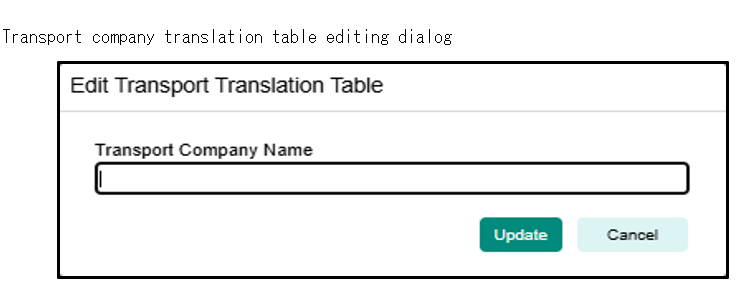 Transport company translation table editing dialog
Edit Transport Translation Table
Transport Company Name
Update Cancel